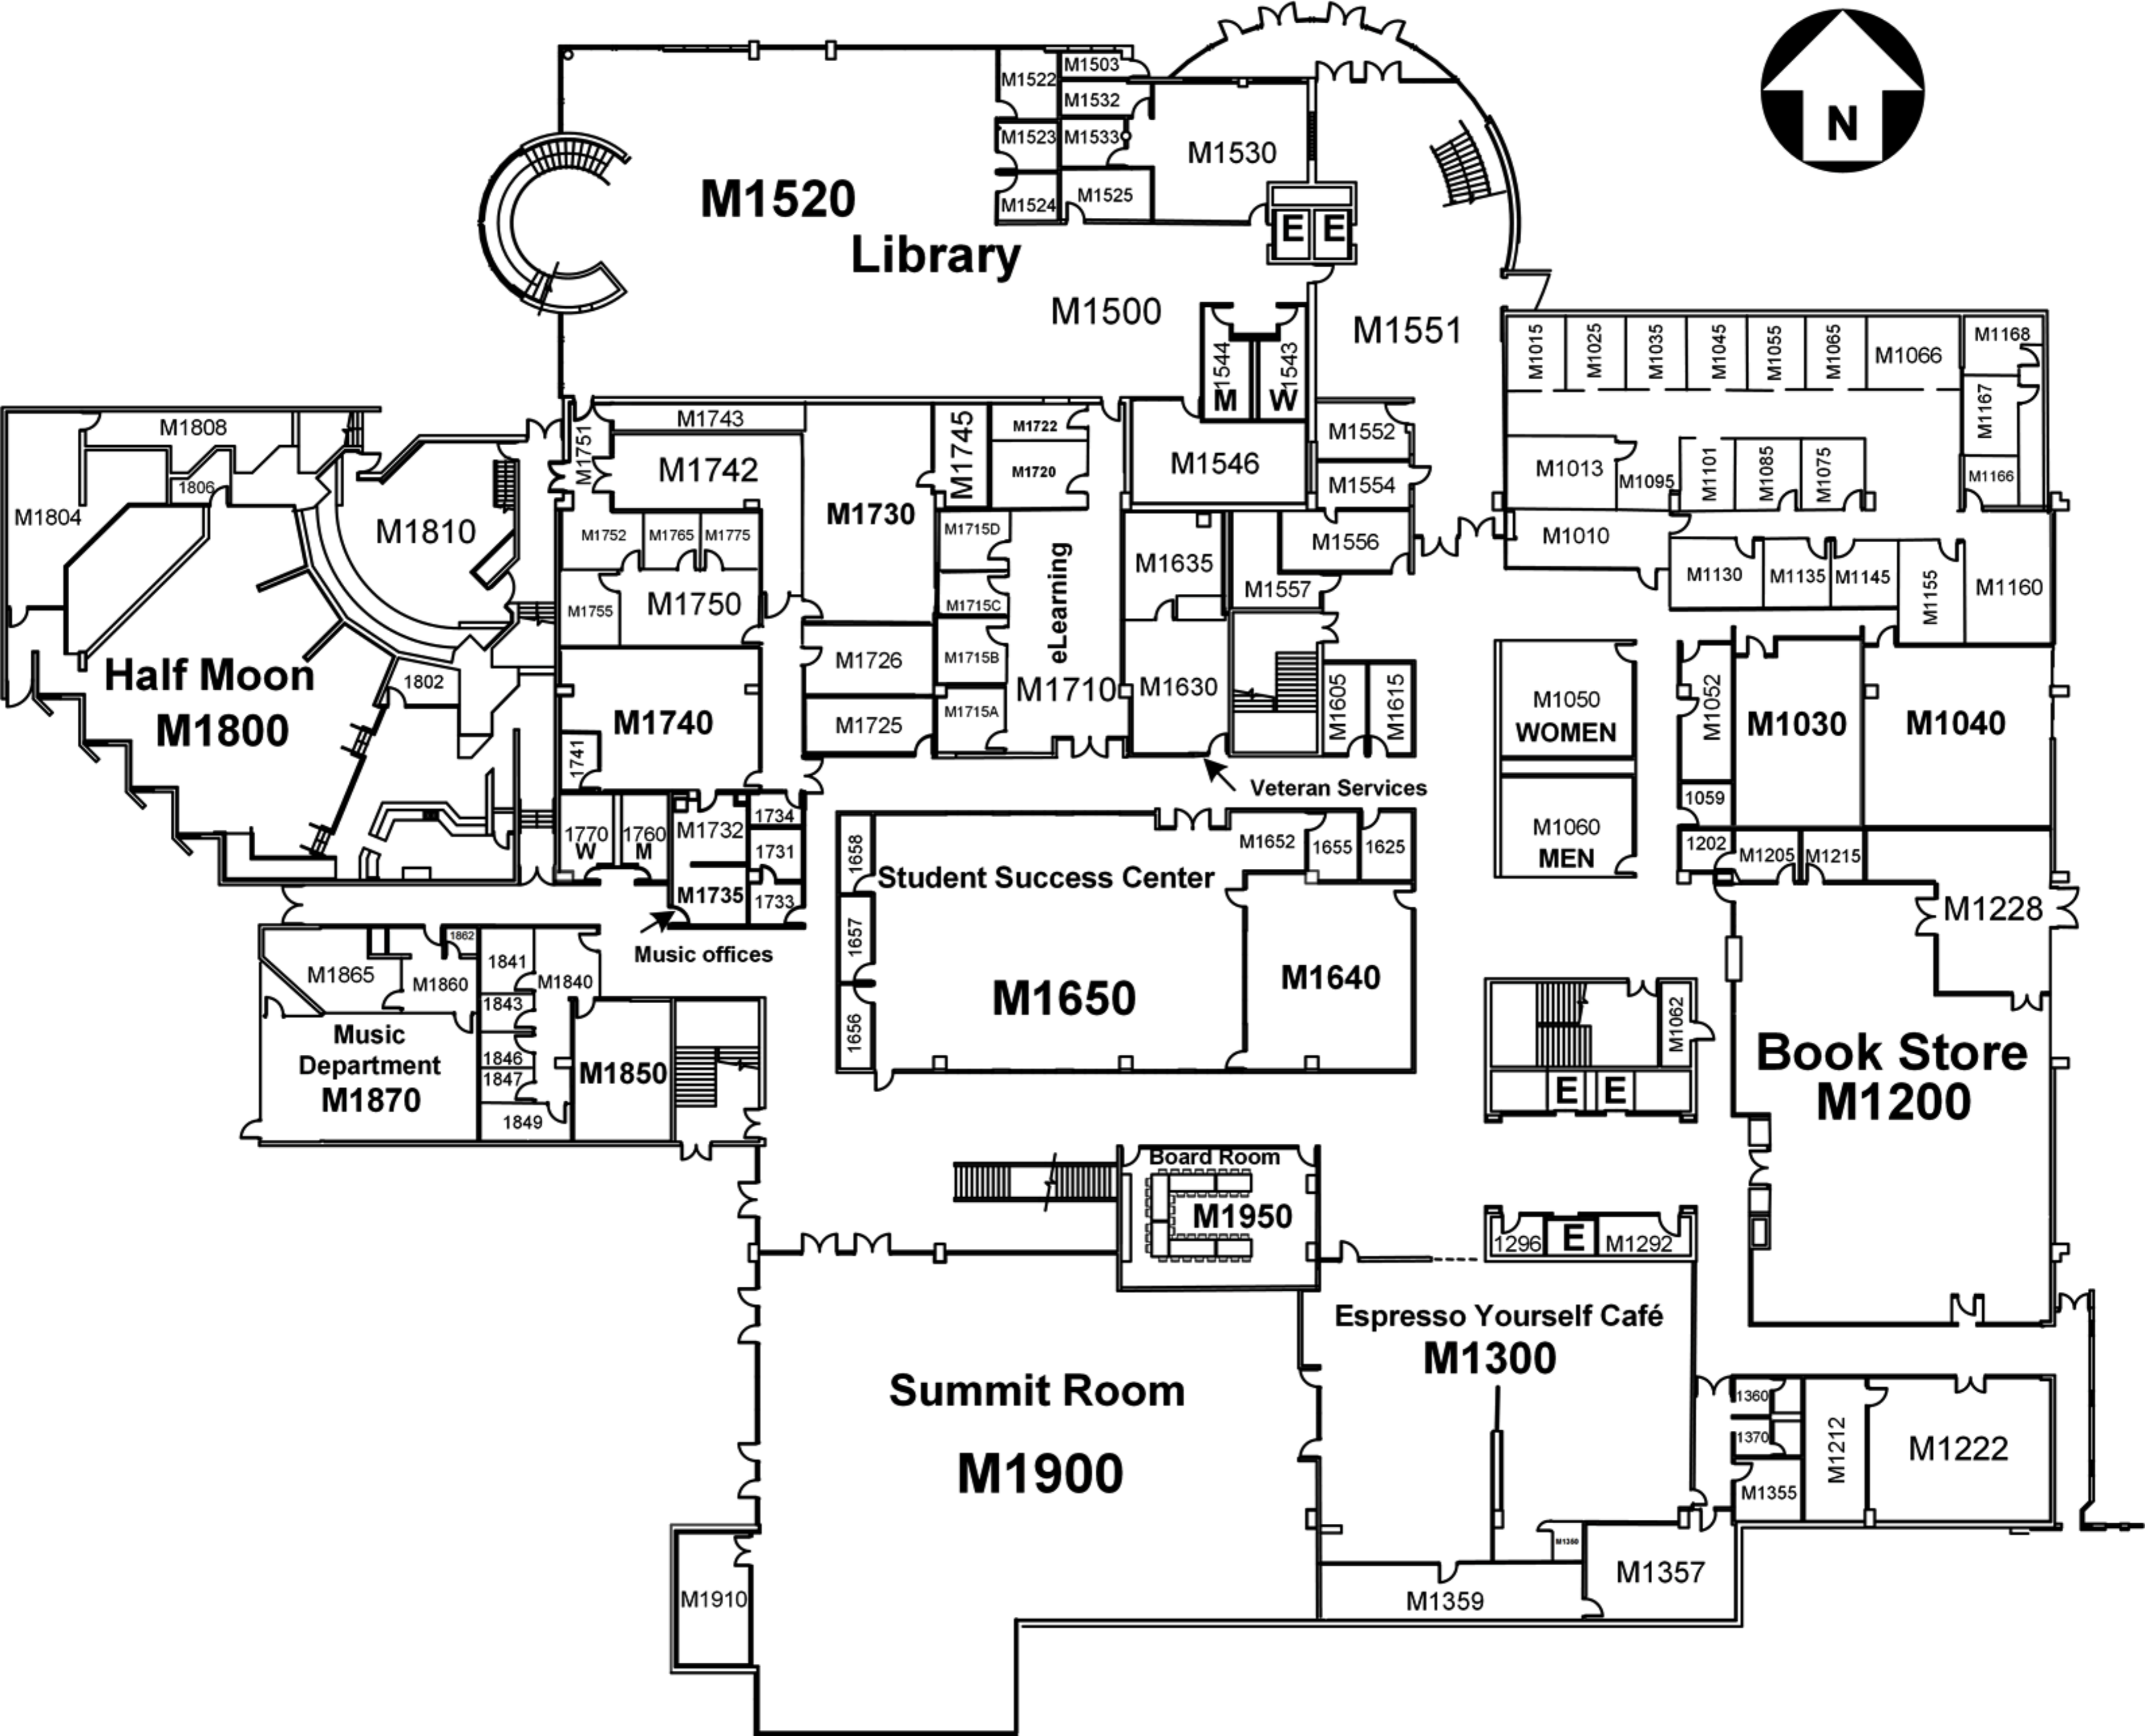 N
M1503
M1522
M1532
M1523
M1533
M1530
M1520
M1524
M1525
Library
E E
M1500
M1551
M1544
M
M1543
W
M1015
M1025
M1035
M1045
M1055
M1065
M1066
M1168
M1167
M1166
M1013
M1095
M1101
M1085
M1075
M1010
M1130
M1135
M1145
M1155
M1160
M1808
1806
M1804
M1810
M1751
M1743
M1742
M1745
M1722
M1720
M1730
M1546
M1552
M1554
M1556
M1557
M1752
M1765
M1775
M1755
M1750
M1715D
M1715C
M1715B
M1715A
eLearning
M1710
M1635
M1630
M1726
M1725
M1605
M1615
Half Moon
M1800
1802
M1740
1741
Veteran Services
M1050
WOMEN
M1060
MEN
M1052
1059
M1030
M1040
1202
M1205
M1215
M1228
1770
W
1760
M
M1732
M1735
1734
1731
1733
Music offices
1658
1657
1656
Student Success Center
M1650
M1652
1655
1625
M1640
M1865
M1860
1862
1841
M1840
1843
1846
1847
1849
Music
Department
M1870
M1850
M1062
E E
Book Store
M1200
Board Room
M1950
1296
E
M1292
Espresso Yourself Café
M1300
Summit Room
M1900
1360
1370
M1355
M1212
M1222
M1350
M1357
M1359
M1910